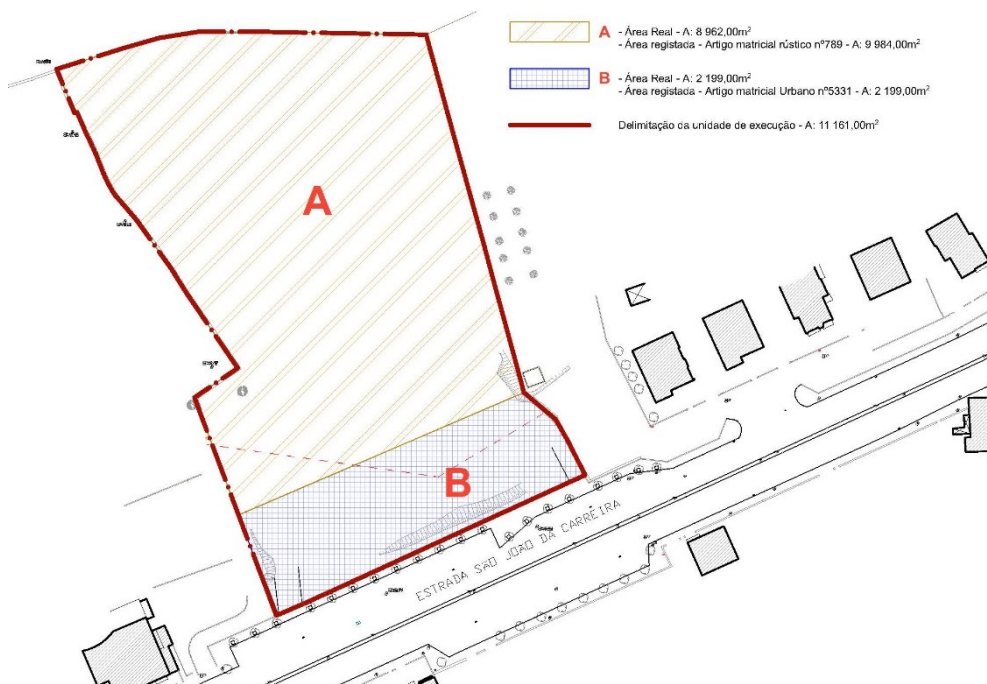 A - Área Real - A: 8 962,00m²
- Área registada - Artigo matricial rústico nº789 - A: 9 984,00m²
B - Área Real - A: 2 199,00m²
- Área registada - Artigo matricial Urbano nº5331 - A: 2 199,00m²
Delimitação da unidade de execução - A: 11 161,00m²
A
B
ESTRADA SÃO JOÃO DA CARREIRA